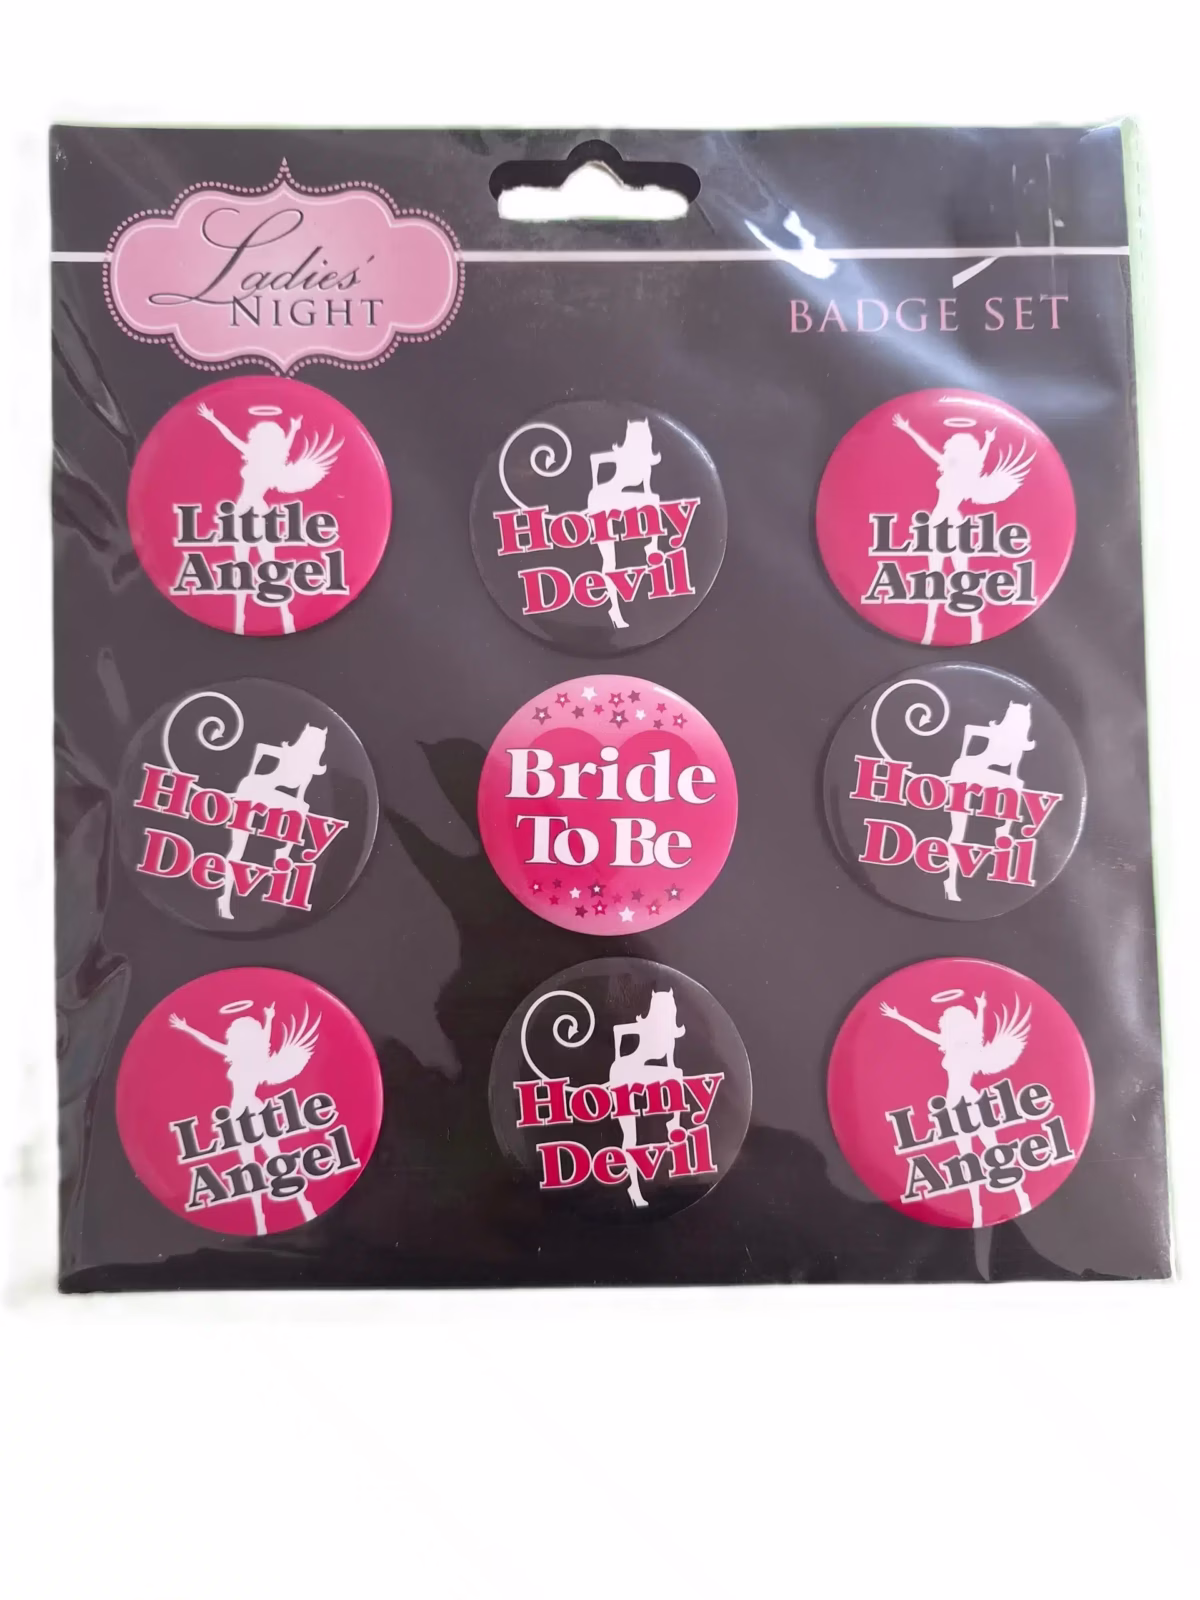 Ladies'
NIGHT
BADGE SET
Little
Angel
Horny
Devil
Little
Angel
Horny
Devil
Bride
To Be
Horny
Devil
Little
Angel
Horny
Devil
Little
Angel